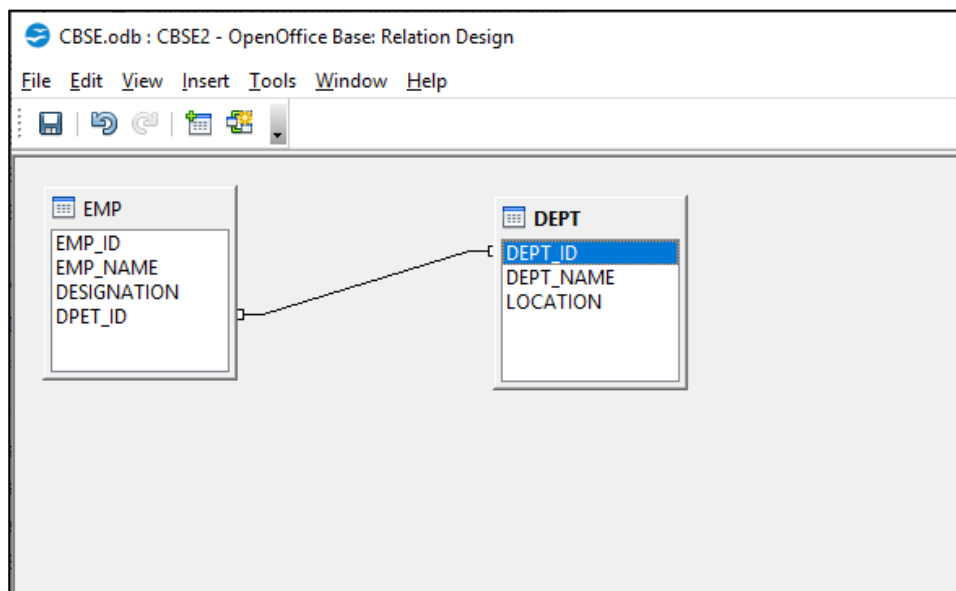 CBSE.odb : CBSE2 - OpenOffice Base: Relation Design
File Edit View Insert Tools Window Help
EMP
EMP_ID
EMP_NAME
DESIGNATION
DPET_ID
DEPT
DEPT_ID
DEPT_NAME
LOCATION